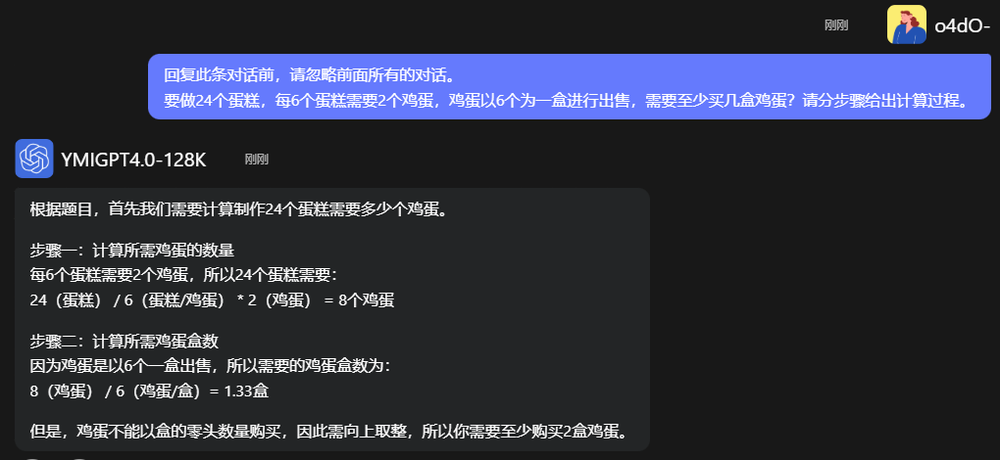 刚刚
o4dO-
回复此条对话前，请忽略前面所有的对话。
要做24个蛋糕，每6个蛋糕需要2个鸡蛋，鸡蛋以6个为一盒进行出售，需要至少买几盒鸡蛋？请分步骤给出计算过程。
YMIGPT4.0-128K
刚刚
根据题目，首先我们需要计算制作24个蛋糕需要多少个鸡蛋。
步骤一：计算所需鸡蛋的数量
每6个蛋糕需要2个鸡蛋，所以24个蛋糕需要：
24（蛋糕） / 6（蛋糕/鸡蛋） * 2（鸡蛋） = 8个鸡蛋
步骤二：计算所需鸡蛋盒数
因为鸡蛋是以6个一盒出售，所以需要的鸡蛋盒数为：
8（鸡蛋） / 6（鸡蛋/盒）= 1.33盒
但是，鸡蛋不能以盒的零头数量购买，因此需向上取整，所以你需要至少购买2盒鸡蛋。